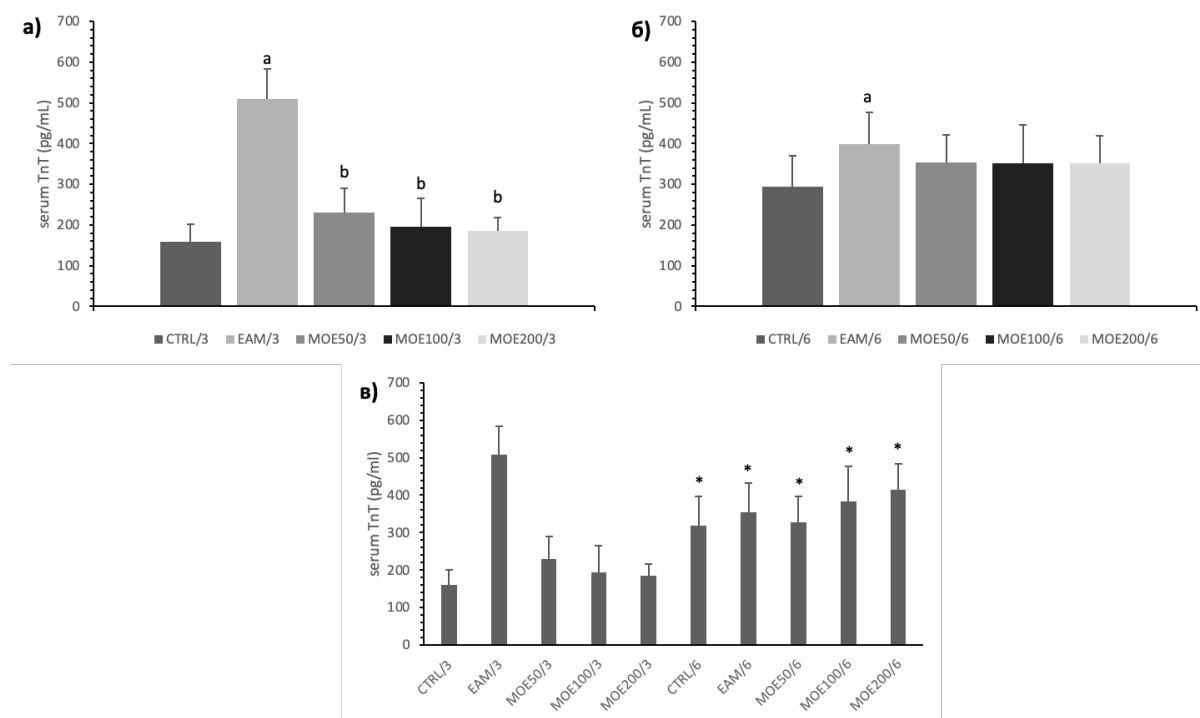 а)
700
600
500
400
300
200
100
0
serum TnT (pg/mL)
a
b
b
b
CTRL/3 EAM/3 MOE50/3 MOE100/3 MOE200/3
б)
700
600
500
400
300
200
100
0
serum TnT (pg/mL)
a
CTRL/6 EAM/6 MOE50/6 MOE100/6 MOE200/6
в)
700
600
500
400
300
200
100
0
serum TnT (pg/ml)
* * * * *
CTRL/3 EAM/3 MOE50/3 MOE100/3 MOE200/3 CTRL/6 EAM/6 MOE50/6 MOE100/6 MOE200/6